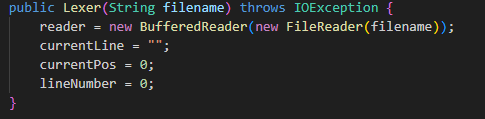 public Lexer(String filename) throws IOException {
    reader = new BufferedReader(new FileReader(filename));
    currentLine = "";
    currentPos = 0;
    lineNumber = 0;
}